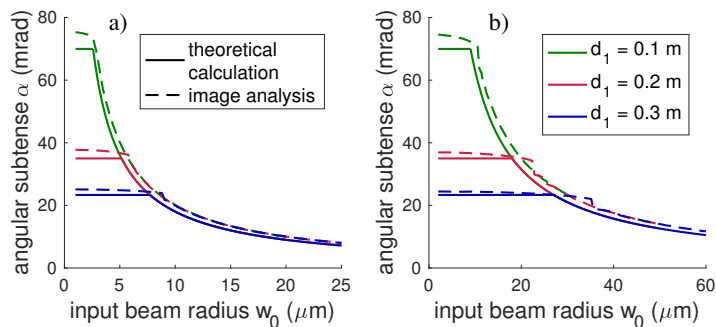 a)
theoretical
calculation
image analysis
angular subtense α (mrad)
80
60
40
20
0
0 5 10 15 20 25
input beam radius w0 (μm)
b)
d1 = 0.1 m
d1 = 0.2 m
d1 = 0.3 m
angular subtense α (mrad)
80
60
40
20
0
0 20 40 60
input beam radius w0 (μm)